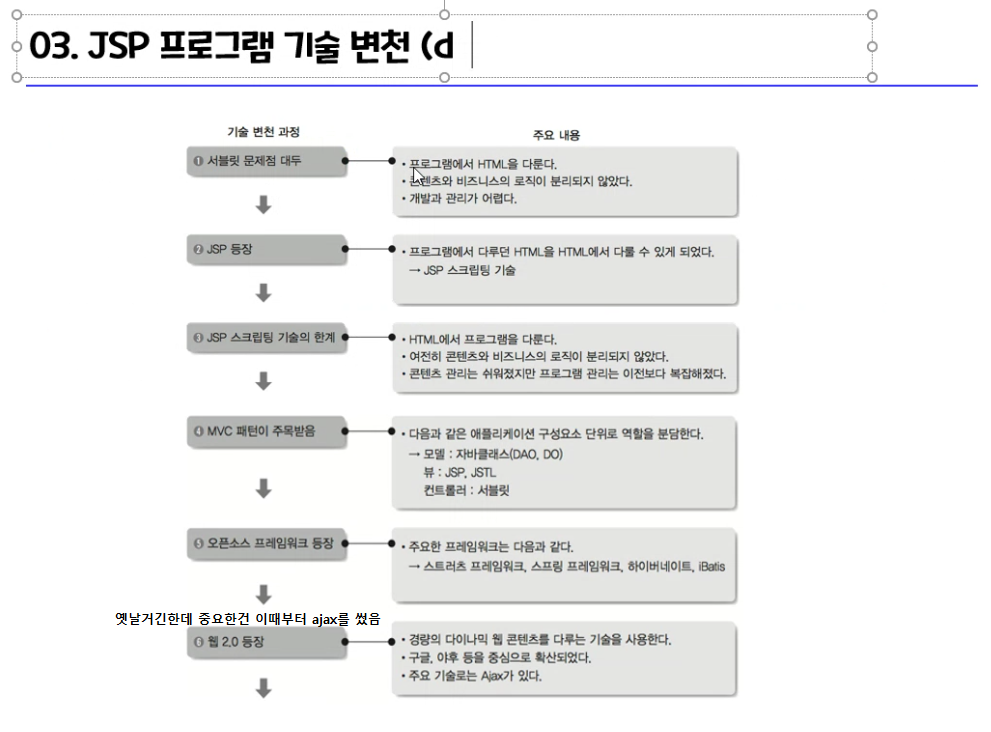 03. JSP 프로그램 기술 변천 (d
기술 변천 과정
주요 내용
❶ 서블릿 문제점 대두
• 프로그램에서 HTML을 다룬다.
• 콘텐츠와 비즈니스의 로직이 분리되지 않았다.
• 개발과 관리가 어렵다.
❷ JSP 등장
• 프로그램에서 다루던 HTML을 HTML에서 다룰 수 있게 되었다.
→ JSP 스크립팅 기술
❸ JSP 스크립팅 기술의 한계
• HTML에서 프로그램을 다룬다.
• 여전히 콘텐츠와 비즈니스의 로직이 분리되지 않았다.
• 콘텐츠 관리는 쉬워졌지만 프로그램 관리는 이전보다 복잡해졌다.
❹ MVC 패턴이 주목받음
• 다음과 같은 애플리케이션 구성요소 단위로 역할을 분담한다.
→ 모델 : 자바클래스(DAO, DO)
뷰 : JSP, JSTL
컨트롤러 : 서블릿
❺ 오픈소스 프레임워크 등장
• 주요한 프레임워크는 다음과 같다.
→ 스트러츠 프레임워크, 스프링 프레임워크, 하이버네이트, iBatis
옛날거긴한데 중요한건 이때부터 ajax를 썼음
❻ 웹 2.0 등장
• 경량의 다이나믹 웹 콘텐츠를 다루는 기술을 사용한다.
• 구글, 야후 등을 중심으로 확산되었다.
• 주요 기술로는 Ajax가 있다.